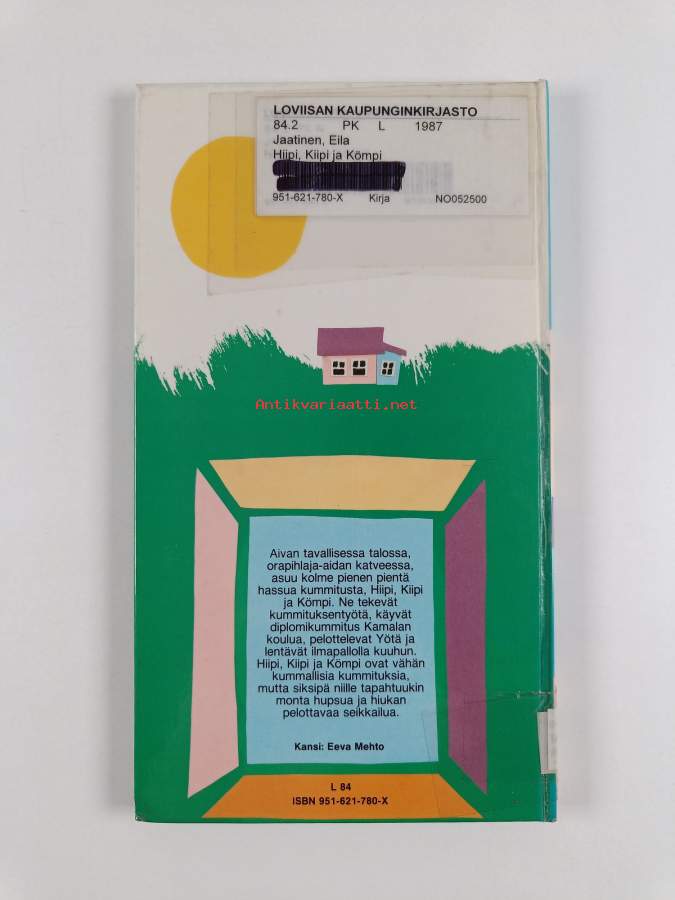 LOVIISAN KAUPUNGINKIRJASTO
84.2 PK L 1987
Jaatinen, Eila
Hiipi, Kiipi ja Kömpi
951-621-780-X Kirja NO052500
Antikvariaatti.net
Aivan tavallisessa talossa,
orapihlaja-aidan katveessa,
asuu kolme pienen pientä
hassua kummitusta, Hiipi, Kiipi
ja Kömpi. Ne tekevät
kummituksentyötä, käyvät
diplomikummitus Kamalan
koulua, pelottelevat Yötä ja
lentävät ilmapallolla kuuhun.
Hiipi, Kiipi ja Kömpi ovat vähän
kummallisia kummituksia,
mutta siksipä niille tapahtuukin
monta hupsua ja hiukan
pelottavaa seikkailua.
Kansi: Eeva Mehto
L 84
ISBN 951-621-780-X